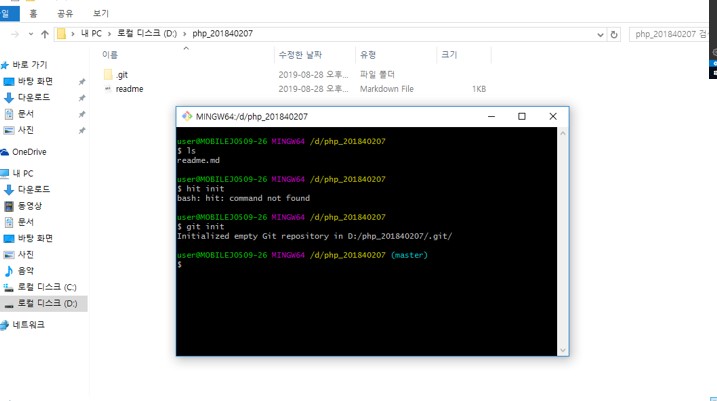 일 홈 공유 보기
내 PC > 로컬 디스크 (D:) > php_201840207
php_201840207
이름 수정한 날짜 유형 크기
.git 2019-08-28 오후... 파일 폴더
readme 2019-08-28 오후... Markdown File 1KB
바로 가기
바탕 화면
다운로드
문서
사진
OneDrive
내 PC
다운로드
동영상
문서
바탕 화면
사진
음악
로컬 디스크 (C:)
로컬 디스크 (D:)
네트워크
MINGW64:/d/php_201840207
user@MOBILEJO509-26 MINGW64 /d/php_201840207
$ ls
readme.md
user@MOBILEJO509-26 MINGW64 /d/php_201840207
$ hit init
bash: hit: command not found
user@MOBILEJO509-26 MINGW64 /d/php_201840207
$ git init
Initialized empty Git repository in D:/php_201840207/.git/
user@MOBILEJO509-26 MINGW64 /d/php_201840207 (master)
$